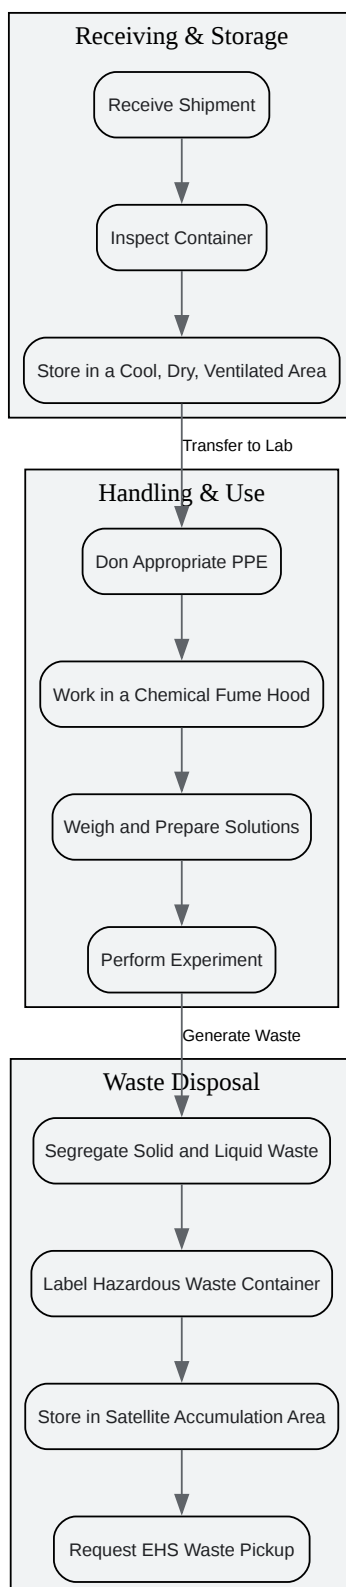 Receiving & Storage
Receive Shipment
Inspect Container
Store in a Cool, Dry, Ventilated Area
Transfer to Lab
Handling & Use
Don Appropriate PPE
Work in a Chemical Fume Hood
Weigh and Prepare Solutions
Perform Experiment
Generate Waste
Waste Disposal
Segregate Solid and Liquid Waste
Label Hazardous Waste Container
Store in Satellite Accumulation Area
Request EHS Waste Pickup